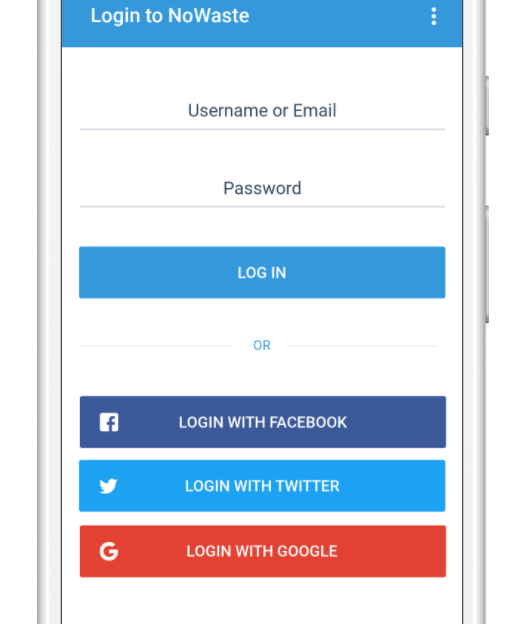 Login to NoWaste
Username or Email
Password
LOG IN
OR
LOGIN WITH FACEBOOK
LOGIN WITH TWITTER
LOGIN WITH GOOGLE